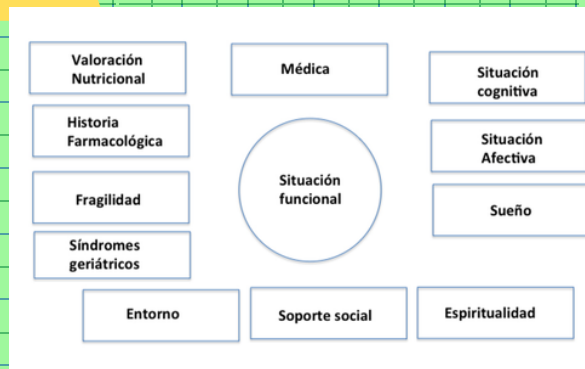 Valoración
Nutricional
Médica
Situación
cognitiva
Historia
Farmacológica
Situación
Afectiva
Fragilidad
Situación
funcional
Sueño
Síndromes
geriátricos
Entorno
Soporte social
Espiritualidad